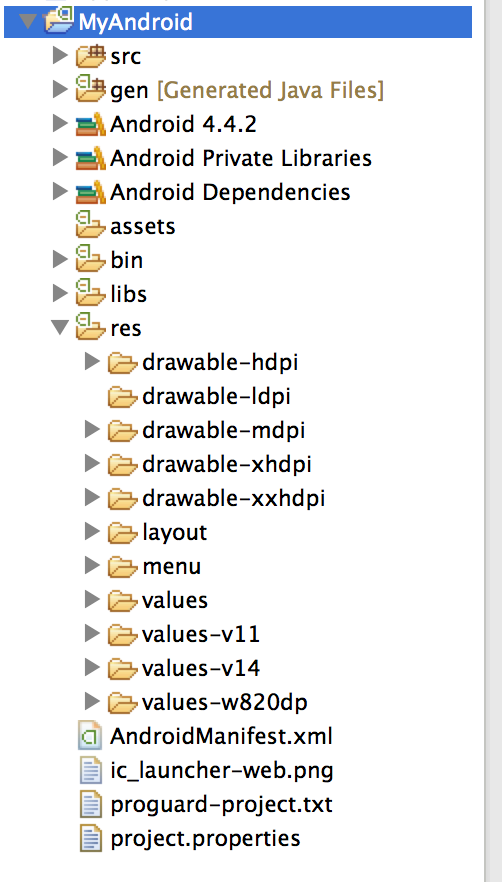 MyAndroid
src
gen [Generated Java Files]
Android 4.4.2
Android Private Libraries
Android Dependencies
assets
bin
libs
res
drawable-hdpi
drawable-ldpi
drawable-mdpi
drawable-xhdpi
drawable-xxhdpi
layout
menu
values
values-v11
values-v14
values-w820dp
AndroidManifest.xml
ic_launcher-web.png
proguard-project.txt
project.properties